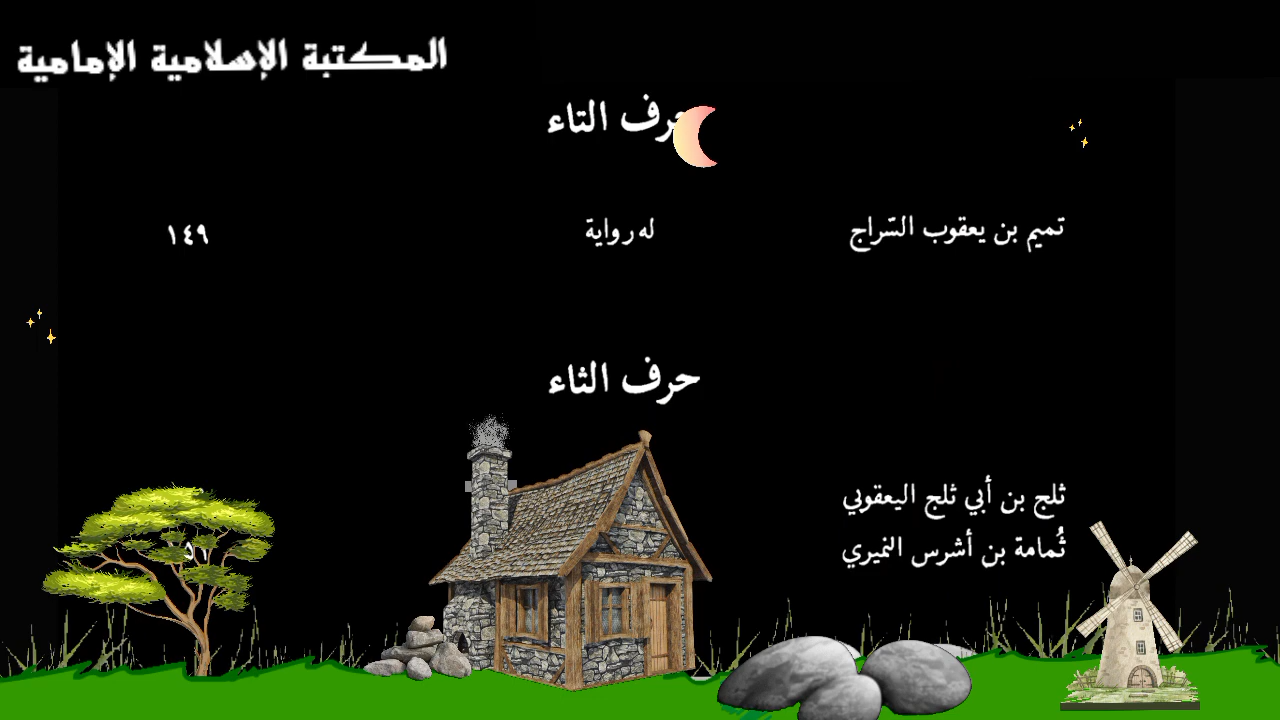 المكتبة الإسلامية الإمامية
التاء
تميم بن يعقوب السّراج له رواية ١٤٩
حرف الثاء
ثلج بن أبي ثلج اليعقوبي
ثُمامة بن أشرس النميري